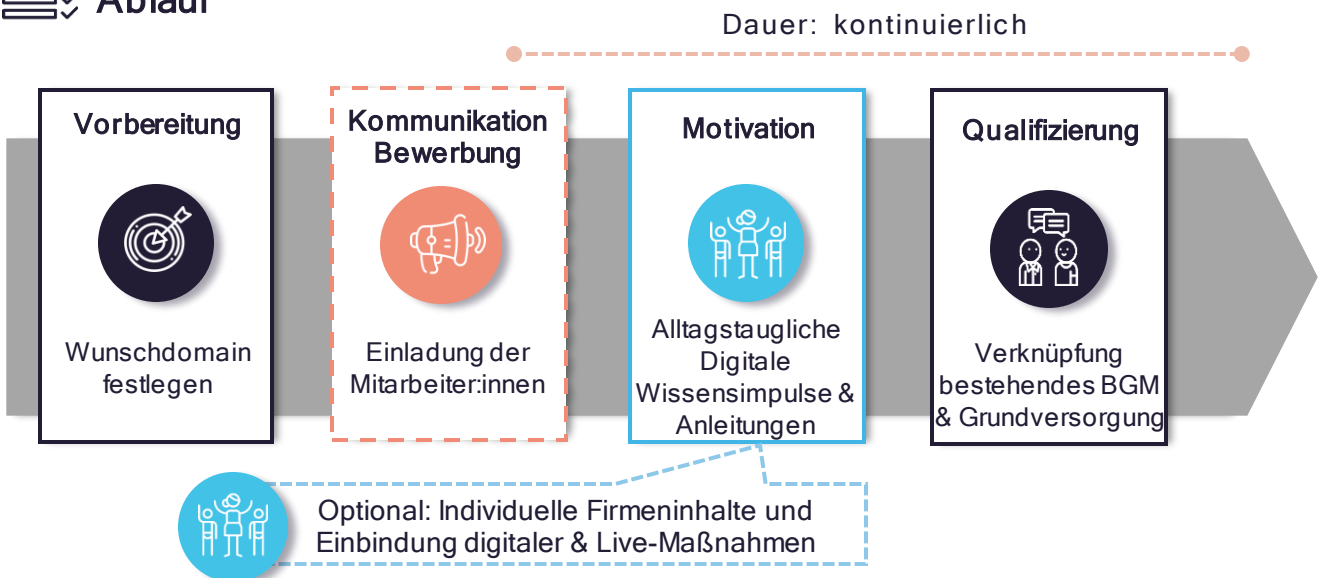 Ablauf
Dauer: kontinuierlich
Vorbereitung
Wunschdomain
festlegen
Kommunikation
Bewerbung
Einladung der
Mitarbeiter:innen
Motivation
Alltagstaugliche
Digitale
Wissensimpulse &
Anleitungen
Qualifizierung
Verknüpfung
bestehendes BGM
& Grundversorgung
Optional: Individuelle Firmeninhalte und
Einbindung digitaler & Live-Maßnahmen